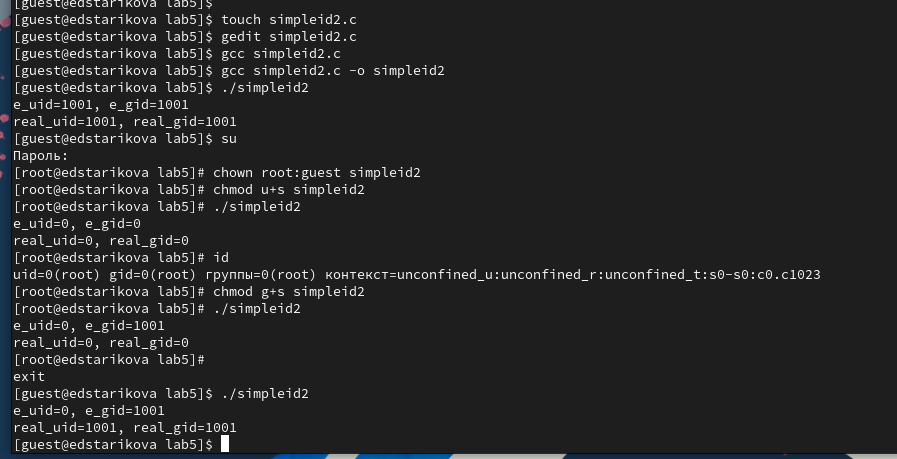 [guest@edstarikova lab5]$
[guest@edstarikova lab5]$ touch simpleid2.c
[guest@edstarikova lab5]$ gedit simpleid2.c
[guest@edstarikova lab5]$ gcc simpleid2.c
[guest@edstarikova lab5]$ gcc simpleid2.c -o simpleid2
[guest@edstarikova lab5]$ ./simpleid2
e_uid=1001, e_gid=1001
real_uid=1001, real_gid=1001
[guest@edstarikova lab5]$ su
Пароль:
[root@edstarikova lab5]# chown root:guest simpleid2
[root@edstarikova lab5]# chmod u+s simpleid2
[root@edstarikova lab5]# ./simpleid2
e_uid=0, e_gid=0
real_uid=0, real_gid=0
[root@edstarikova lab5]# id
uid=0(root) gid=0(root) группы=0(root) контекст=unconfined_u:unconfined_r:unconfined_t:s0-s0:c0.c1023
[root@edstarikova lab5]# chmod g+s simpleid2
[root@edstarikova lab5]# ./simpleid2
e_uid=0, e_gid=1001
real_uid=0, real_gid=0
[root@edstarikova lab5]#
exit
[guest@edstarikova lab5]$ ./simpleid2
e_uid=0, e_gid=1001
real_uid=1001, real_gid=1001
[guest@edstarikova lab5]$